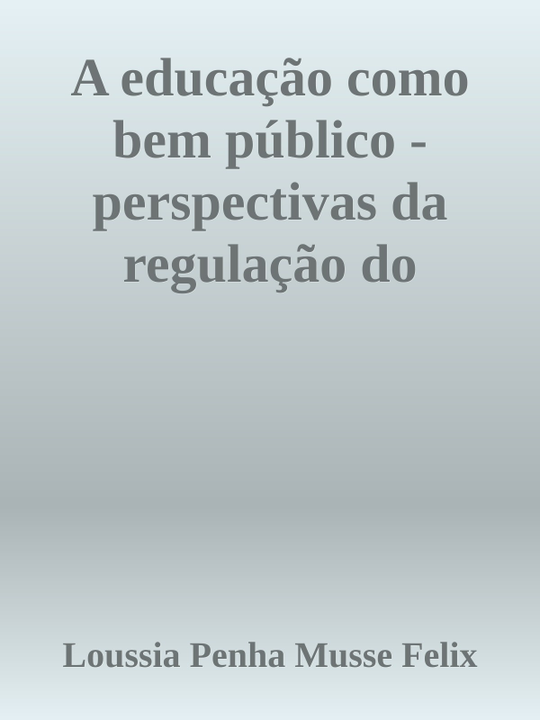 A educação como
bem público -
perspectivas da
regulação do
Loussia Penha Musse Felix